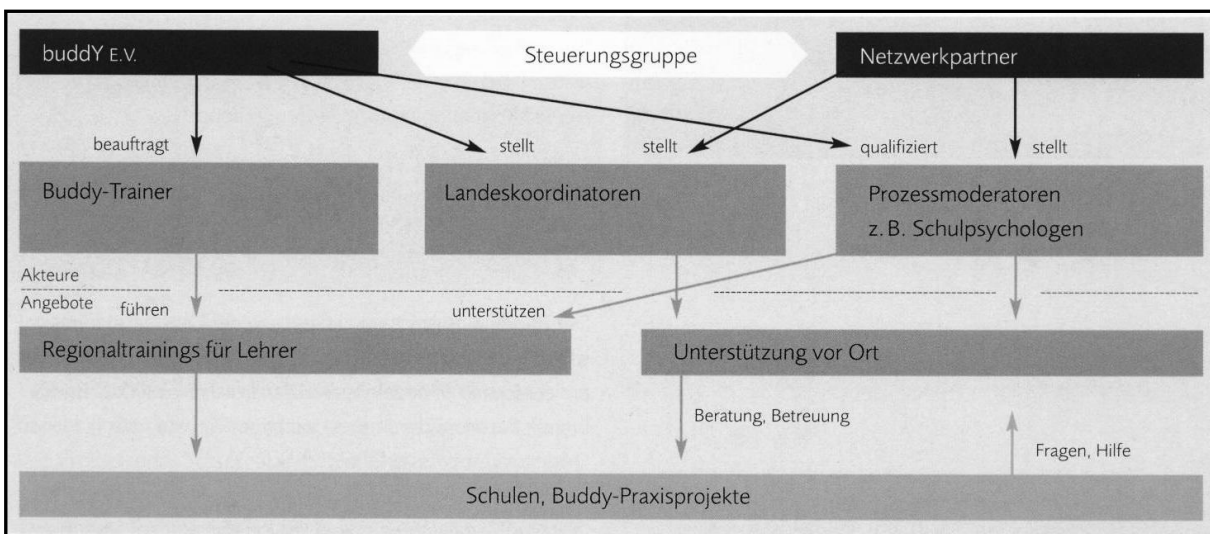 buddY E.V.
Steuerungsgruppe
Netzwerkpartner
beauftragt
stellt
stellt
qualifiziert
stellt
Buddy-Trainer
Landeskoordinatoren
Prozessmoderatoren
z. B. Schulpsychologen
Akteure
Angebote
führen
unterstützen
Regionaltrainings für Lehrer
Unterstützung vor Ort
Beratung, Betreuung
Fragen, Hilfe
Schulen, Buddy-Praxisprojekte